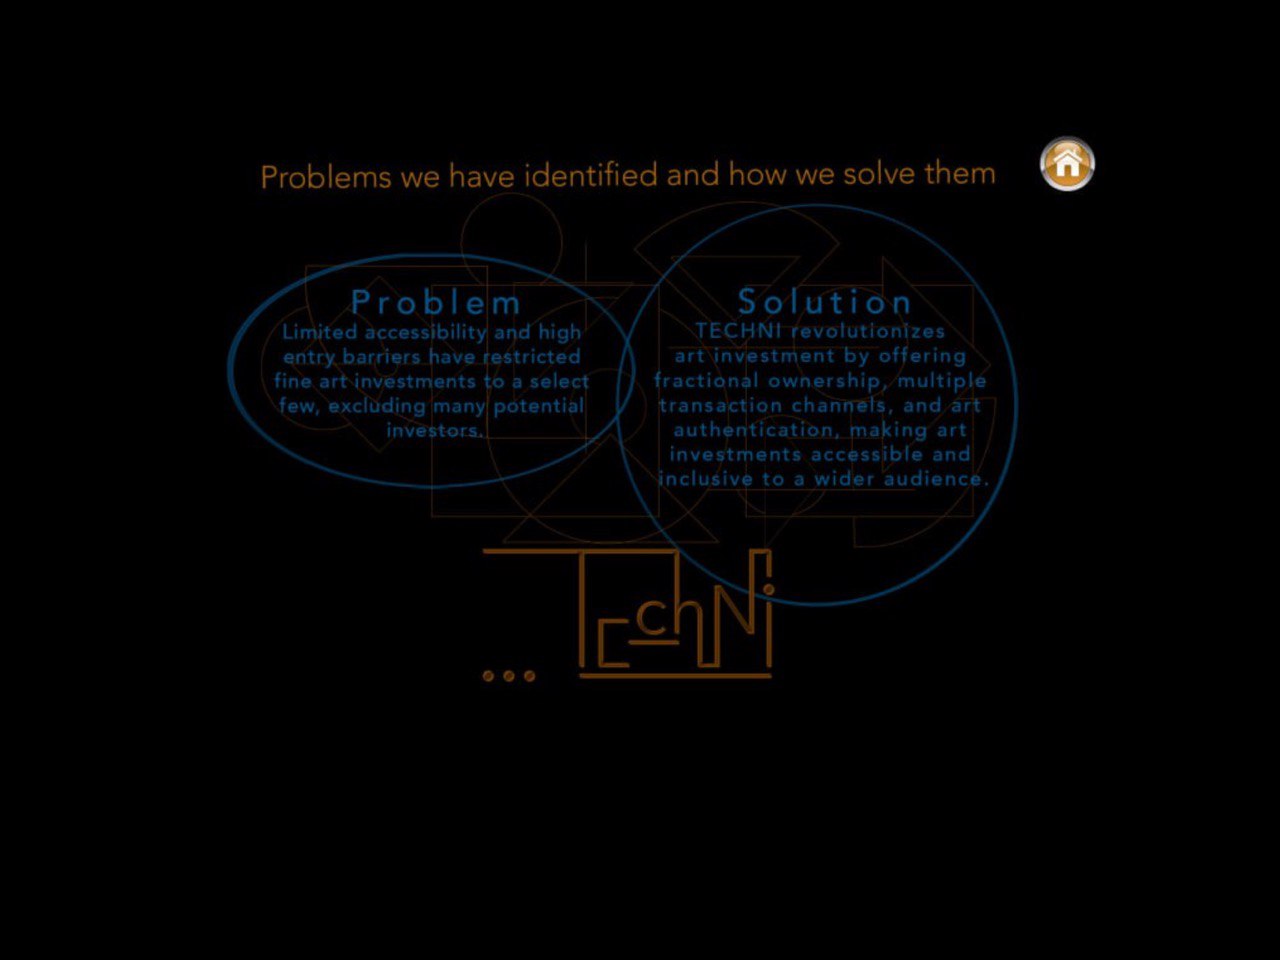 Problems we have identified and how we solve them
Problem
Limited accessibility and high
entry barriers have restricted
fine art investments to a select
few, excluding many potential
investors.
Solution
TECHNI revolutionizes
art investment by offering
fractional ownership, multiple
transaction channels, and art
authentication, making art
investments accessible and
inclusive to a wider audience.
TEchNi
...